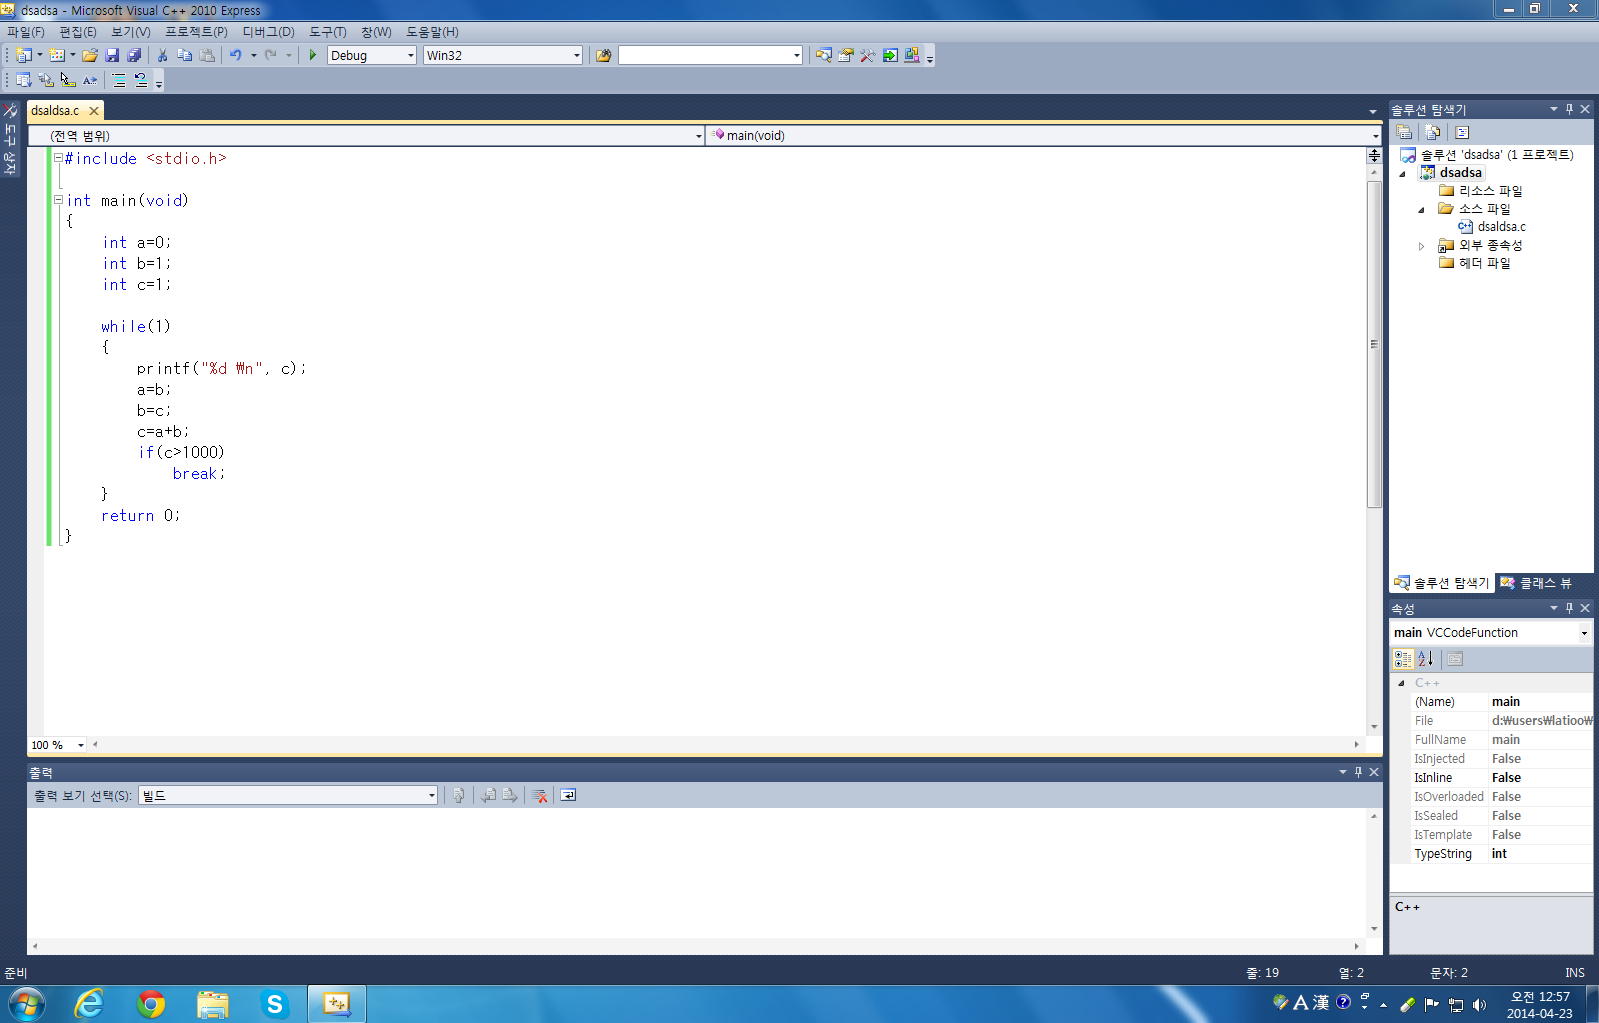 dsadsa - Microsoft Visual C++ 2010 Express
파일(F) 편집(E) 보기(V) 프로젝트(P) 디버그(D) 도구(T) 창(W) 도움말(H)
Debug Win32
도구 상자
dsaldsa.c
(전역 범위) main(void)
#include <stdio.h>
int main(void)
{
int a=0;
int b=1;
int c=1;
while(1)
{
printf("%d ₩n", c);
a=b;
b=c;
c=a+b;
if(c>1000)
break;
}
return 0;
}
100 %
출력
출력 보기 선택(S): 빌드
솔루션 탐색기
솔루션 'dsadsa' (1 프로젝트)
dsadsa
리소스 파일
소스 파일
dsaldsa.c
외부 종속성
헤더 파일
솔루션 탐색기 클래스 뷰
속성
main VCCodeFunction
C++
(Name) main
File d:₩users₩latioo₩
FullName main
IsInjected False
IsInline False
IsOverloaded False
IsSealed False
IsTemplate False
TypeString int
C++
준비 줄: 19 열: 2 문자: 2 INS
A 漢
오전 12:57
2014-04-23